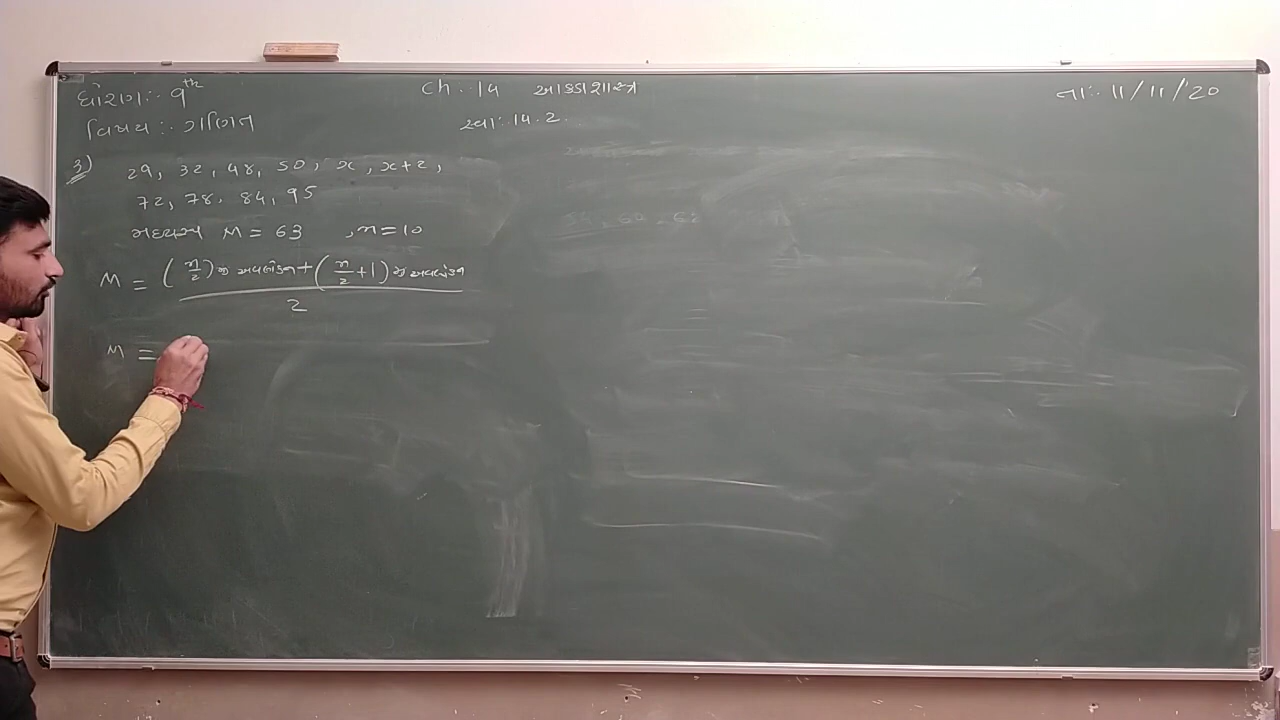 ધોરણ:- 9th
વિષય:- ગણિત
Ch:- 14 આંકડાશાસ્ત્ર
સ્વા:- 14.2
તા:- 11/11/'20
3) 29, 32, 48, 50, x, x+2,
72, 78, 84, 95
મધ્યસ્થ M = 63 , n=10
M = (n/2) મું અવલોકન + (n/2 + 1) મું અવલોકન / 2
M =